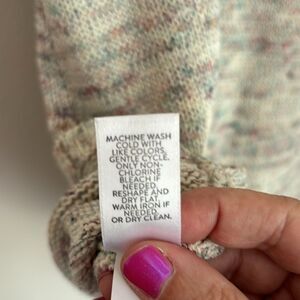 MACHINE WASH
COLD WITH
LIKE COLORS,
GENTLE CYCLE.
ONLY NON-
CHLORINE
BLEACH IF
NEEDED.
RESHAPE AND
DRY FLAT.
WARM IRON IF
NEEDED
OR DRY CLEAN.